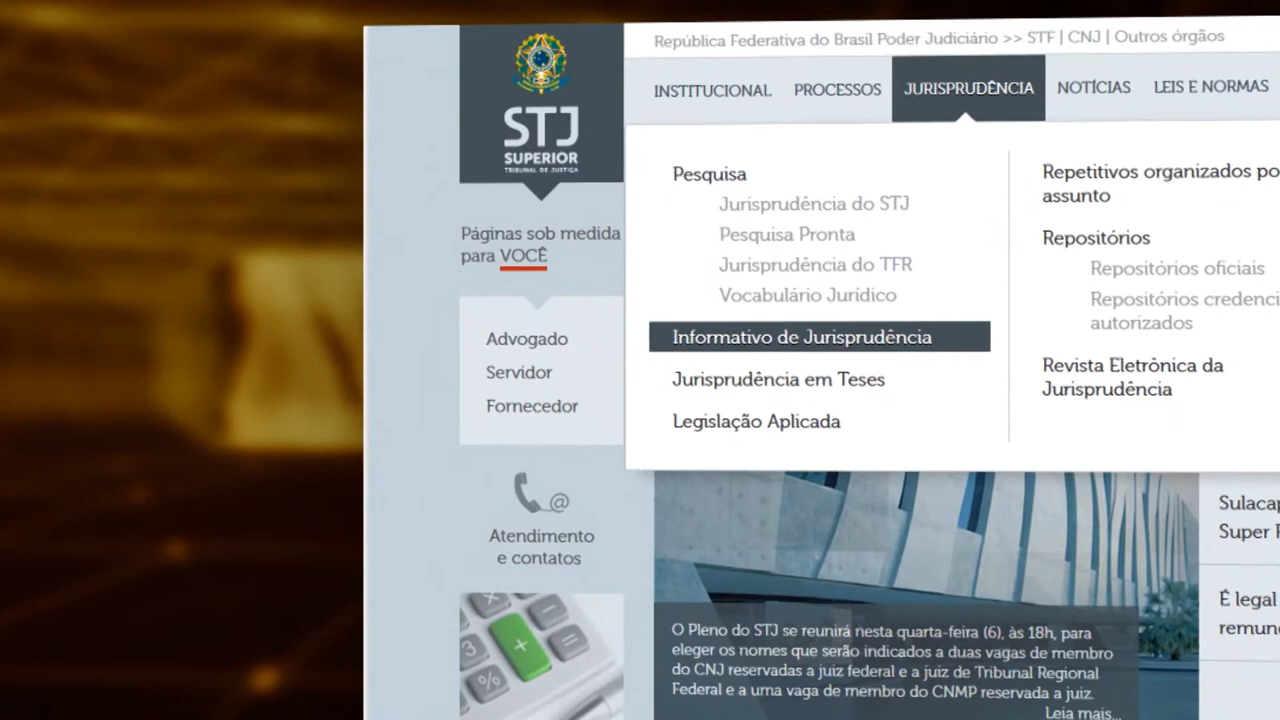 República Federativa do Brasil Poder Judiciário >> STF | CNJ | Outros órgãos
STJ
SUPERIOR
TRIBUNAL DE JUSTIÇA
INSTITUCIONAL PROCESSOS JURISPRUDÊNCIA NOTÍCIAS LEIS E NORMAS
Páginas sob medida
para VOCÊ
Advogado
Servidor
Fornecedor
Atendimento
e contatos
Pesquisa
Jurisprudência do STJ
Pesquisa Pronta
Jurisprudência do TFR
Vocabulário Jurídico
Informativo de Jurisprudência
Jurisprudência em Teses
Legislação Aplicada
Repetitivos organizados po
assunto
Repositórios
Repositórios oficiais
Repositórios credenci
autorizados
Revista Eletrônica da
Jurisprudência
O Pleno do STJ se reunirá nesta quarta-feira (6), às 18h, para
eleger os nomes que serão indicados a duas vagas de membro
do CNJ reservadas a juiz federal e a juiz de Tribunal Regional
Federal e a uma vaga de membro do CNMP reservada a juiz.
Leia mais...
Sulacap
Super
É legal
remun
3 + =
%